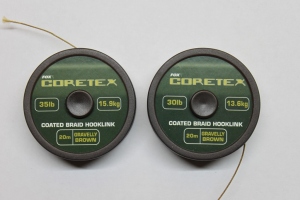 FOX
CORETEX
35lb 15.9kg
COATED BRAID HOOKLINK
20m GRAVELLY BROWN
FOX
CORETEX
30lb 13.6kg
COATED BRAID HOOKLINK
20m GRAVELLY BROWN